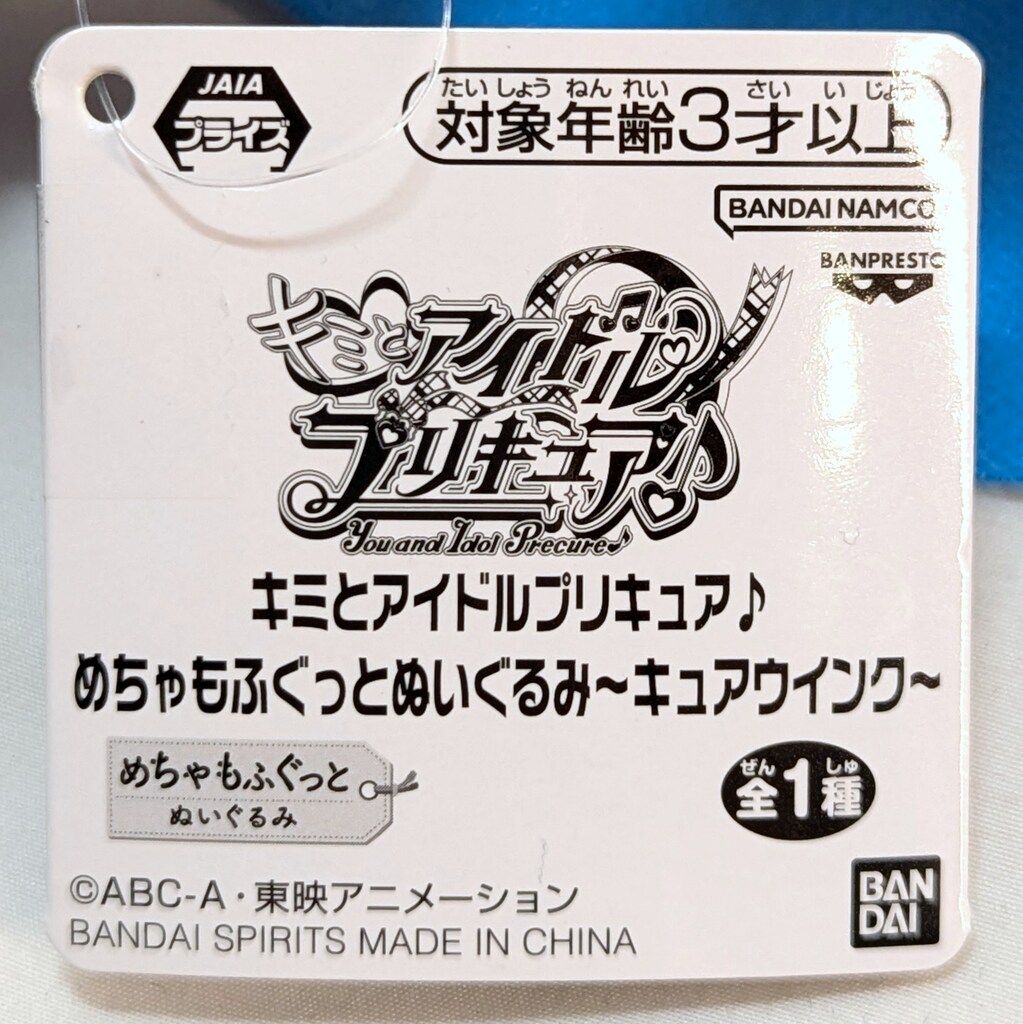 JAIA
プライズ
たいしょうねんれい さい いじょう
対象年齢3才以上
BANDAI NAMCO
BANPRESTO
キミとアイドル
プリキュア♪
You and Idol Precure♪
キミとアイドルプリキュア♪
めちゃもふぐっとぬいぐるみ~キュアウインク~
めちゃもふぐっと
ぬいぐるみ
ぜん しゅ
全1種
©ABC-A・東映アニメーション
BANDAI SPIRITS MADE IN CHINA
BAN
DAI